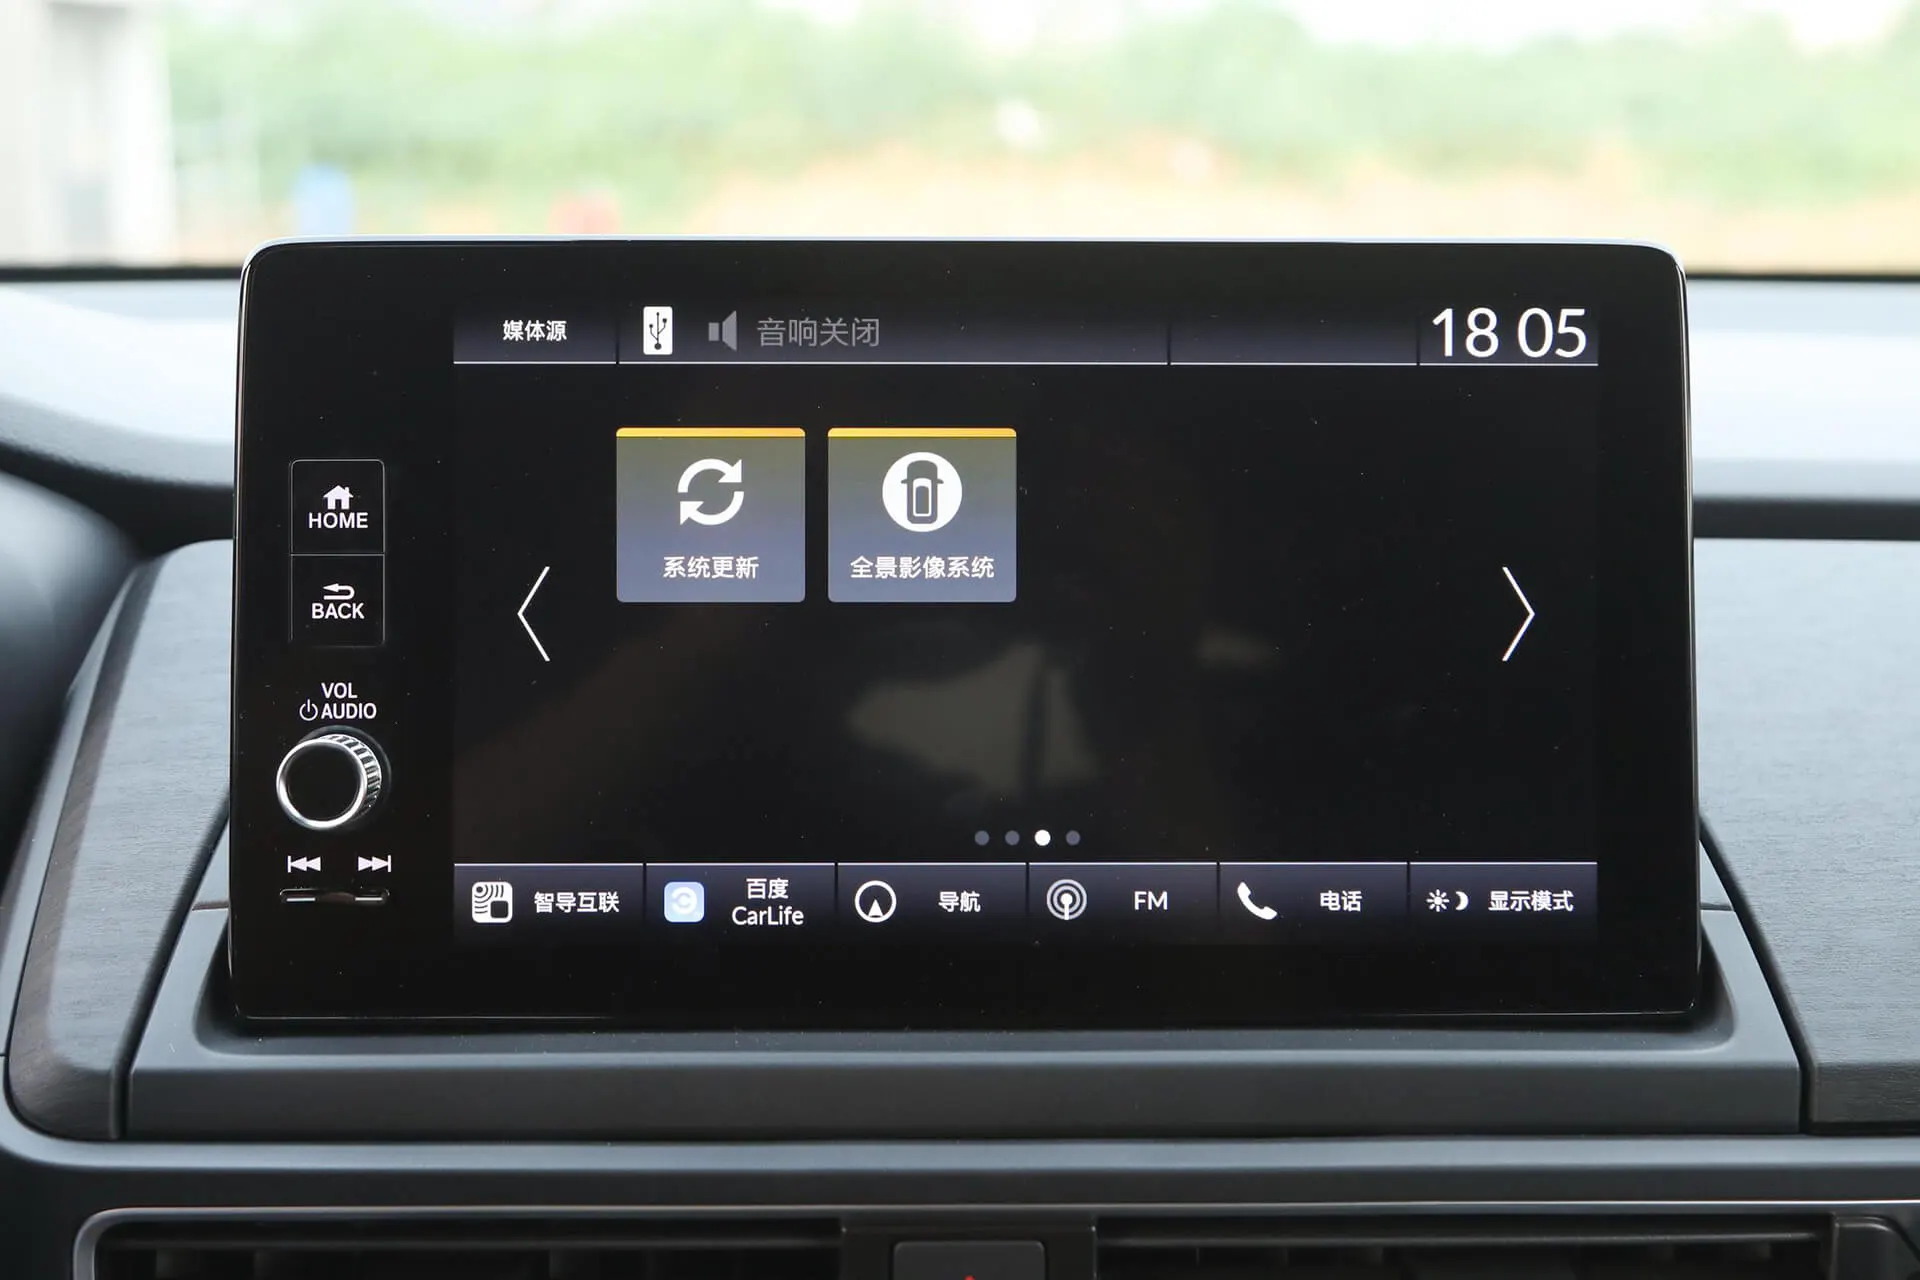 媒体源
音响关闭
18 05
HOME
BACK
VOL
AUDIO
系统更新
全景影像系统
智导互联
百度
CarLife
导航
FM
电话
显示模式